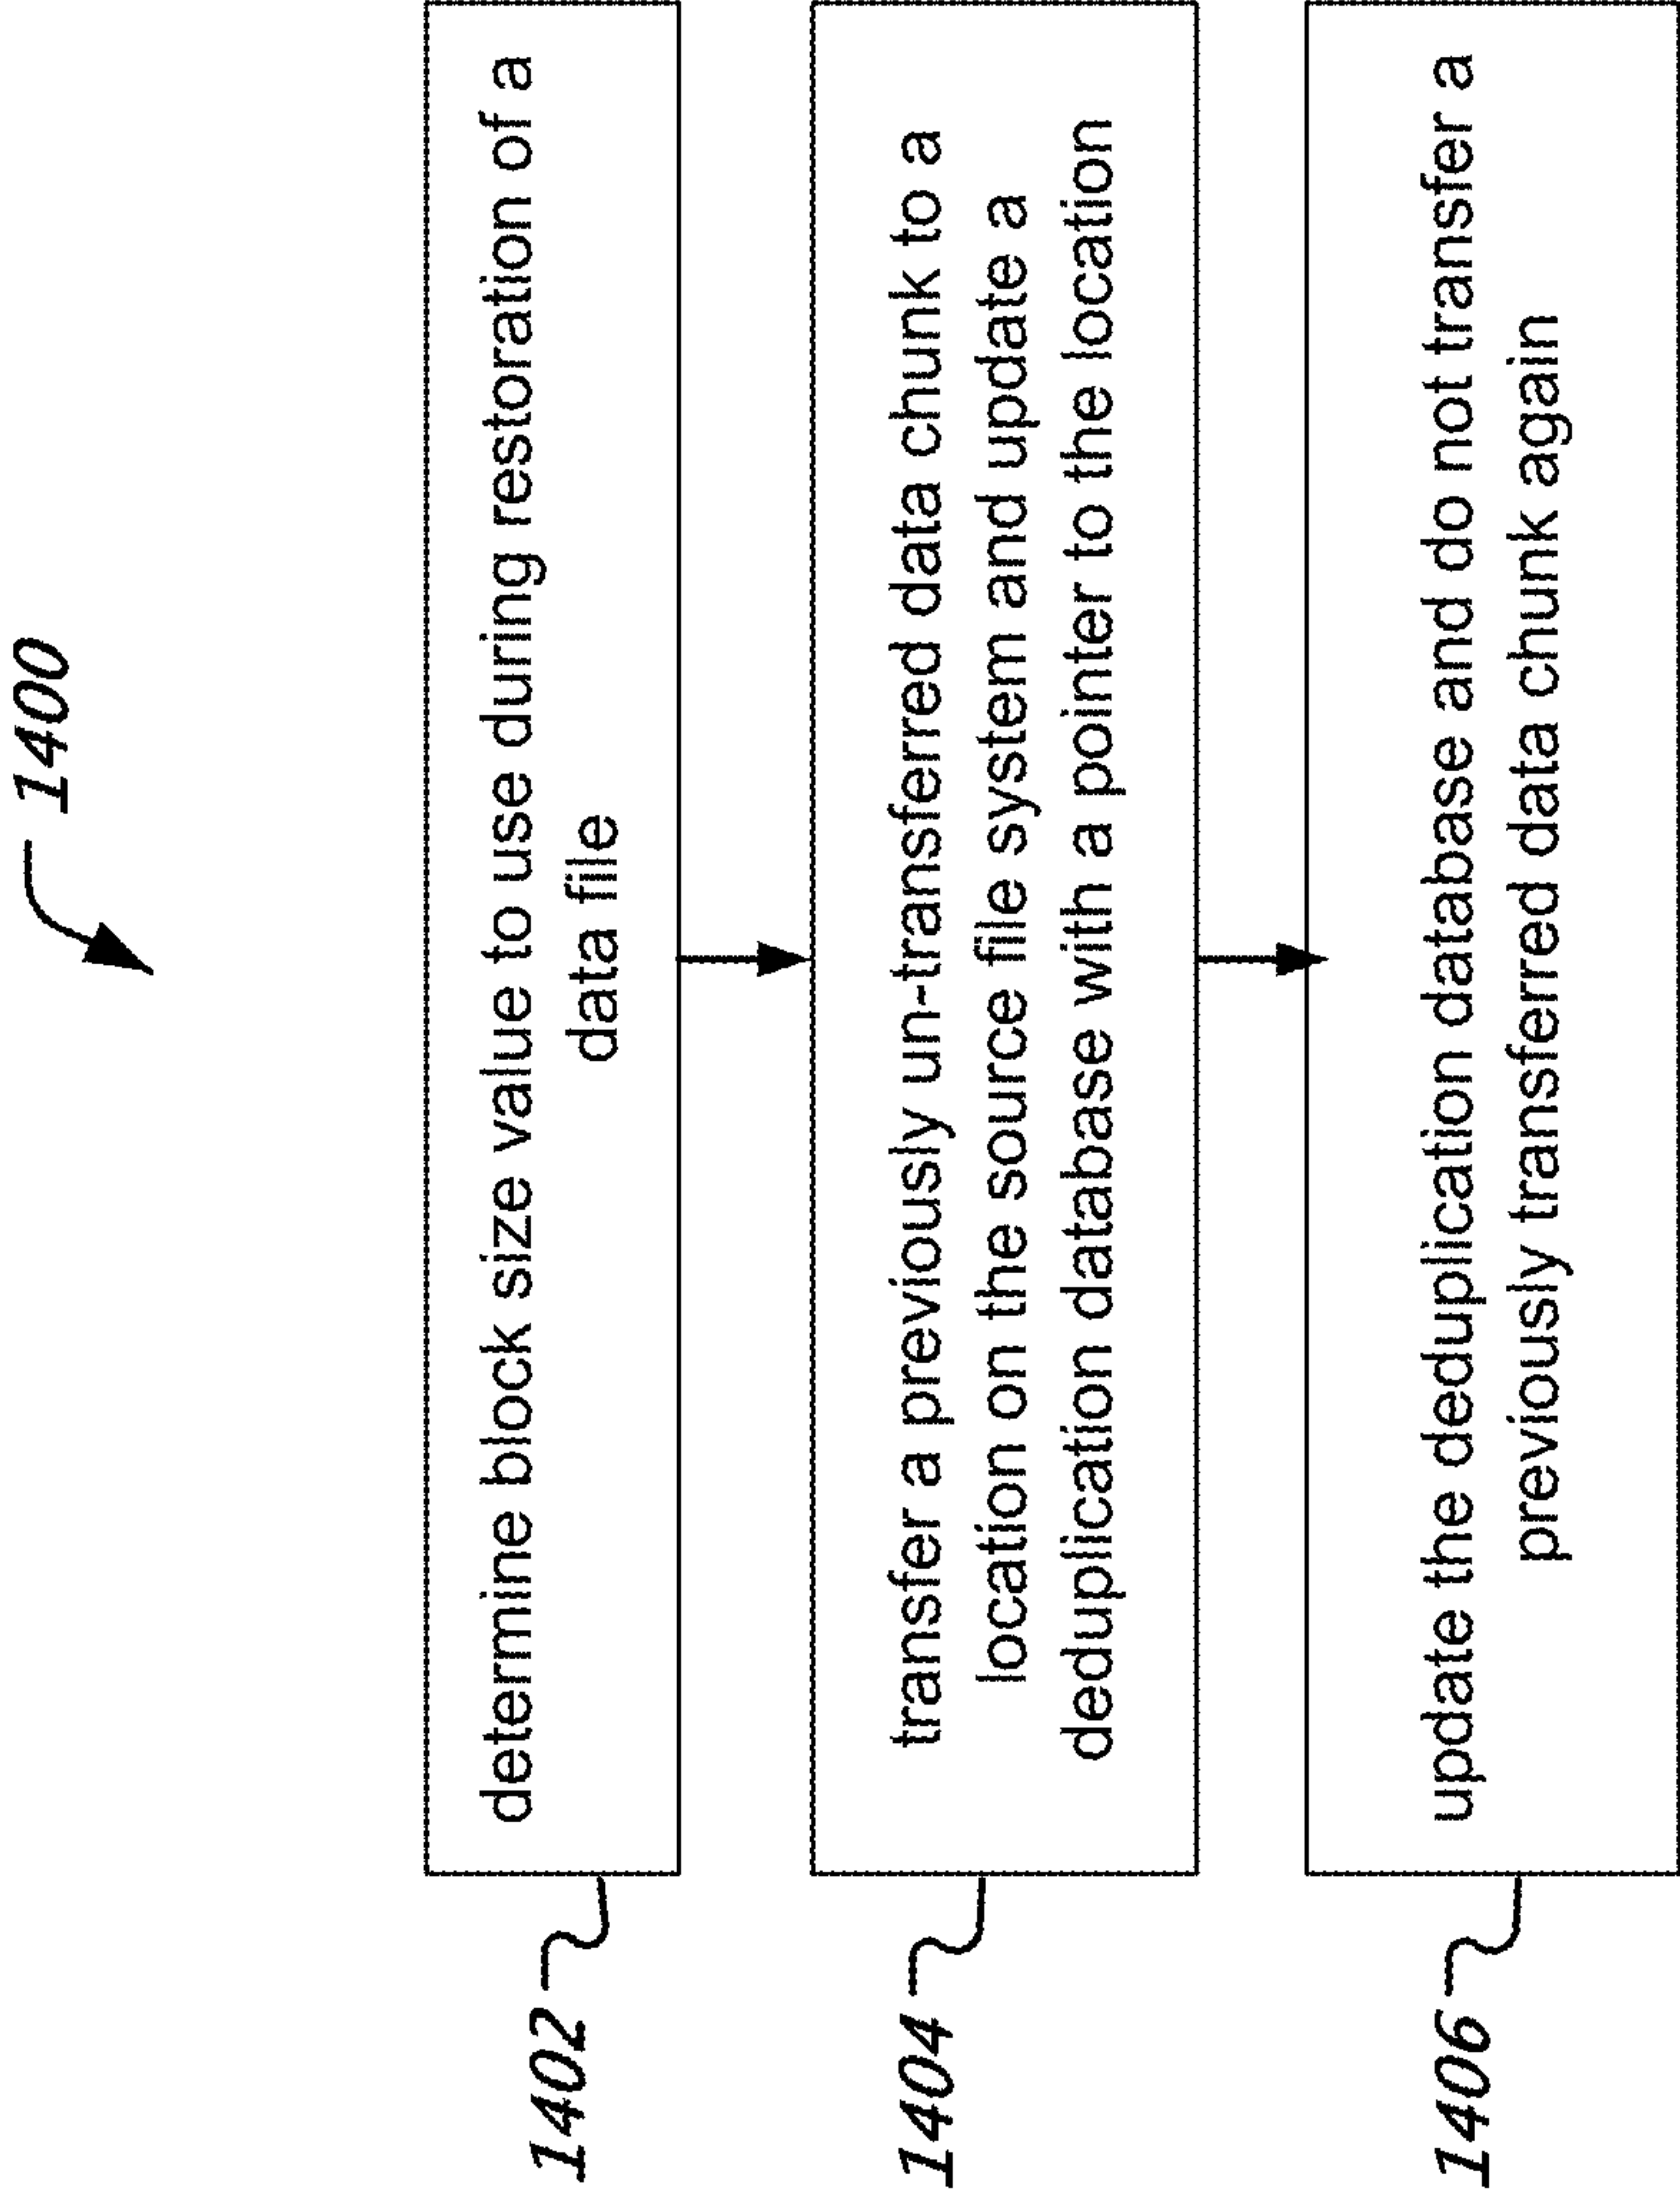 1400
1402
determine block size value to use during restoration of a
data file
1404
transfer a previously un-transferred data chunk to a
location on the source file system and update a
deduplication database with a pointer to the location
1406
update the deduplication database and do not transfer a
previously transferred data chunk again